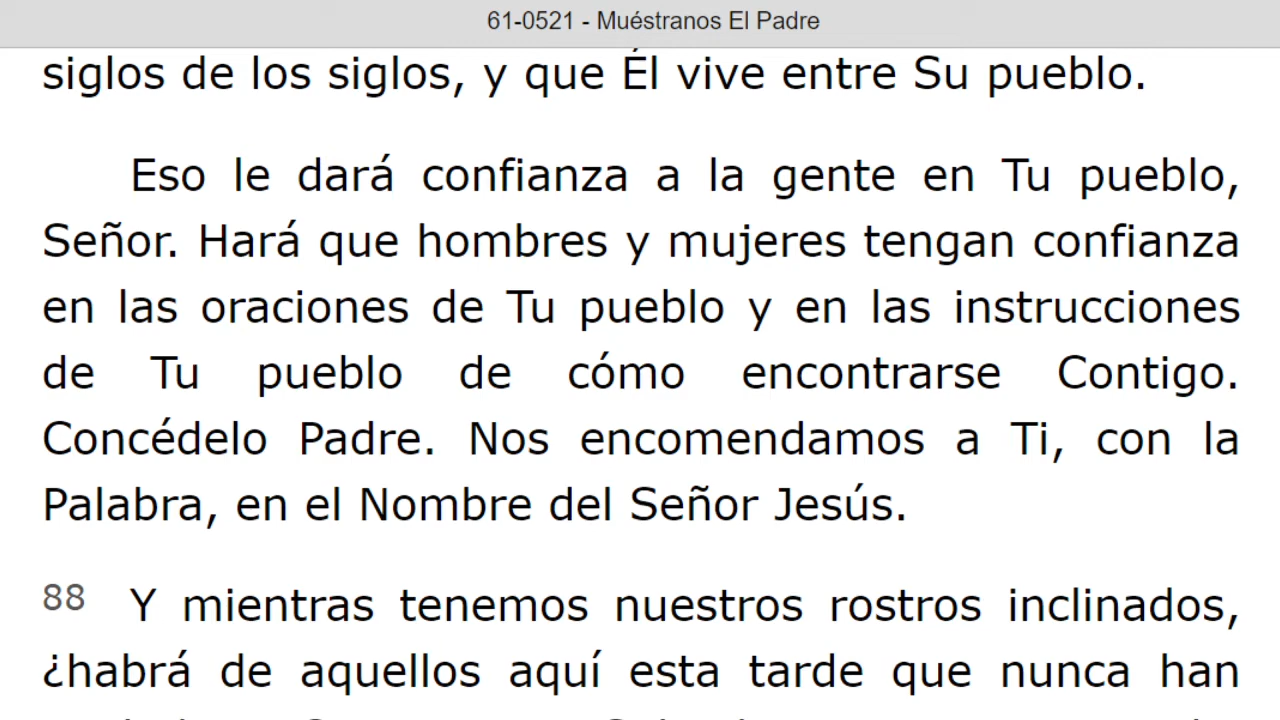 61-0521 - Muéstranos El Padre
siglos de los siglos, y que Él vive entre Su pueblo.
Eso le dará confianza a la gente en Tu pueblo,
Señor. Hará que hombres y mujeres tengan confianza
en las oraciones de Tu pueblo y en las instrucciones
de Tu pueblo de cómo encontrarse Contigo.
Concédelo Padre. Nos encomendamos a Ti, con la
Palabra, en el Nombre del Señor Jesús.
88 Y mientras tenemos nuestros rostros inclinados,
¿habrá de aquellos aquí esta tarde que nunca han